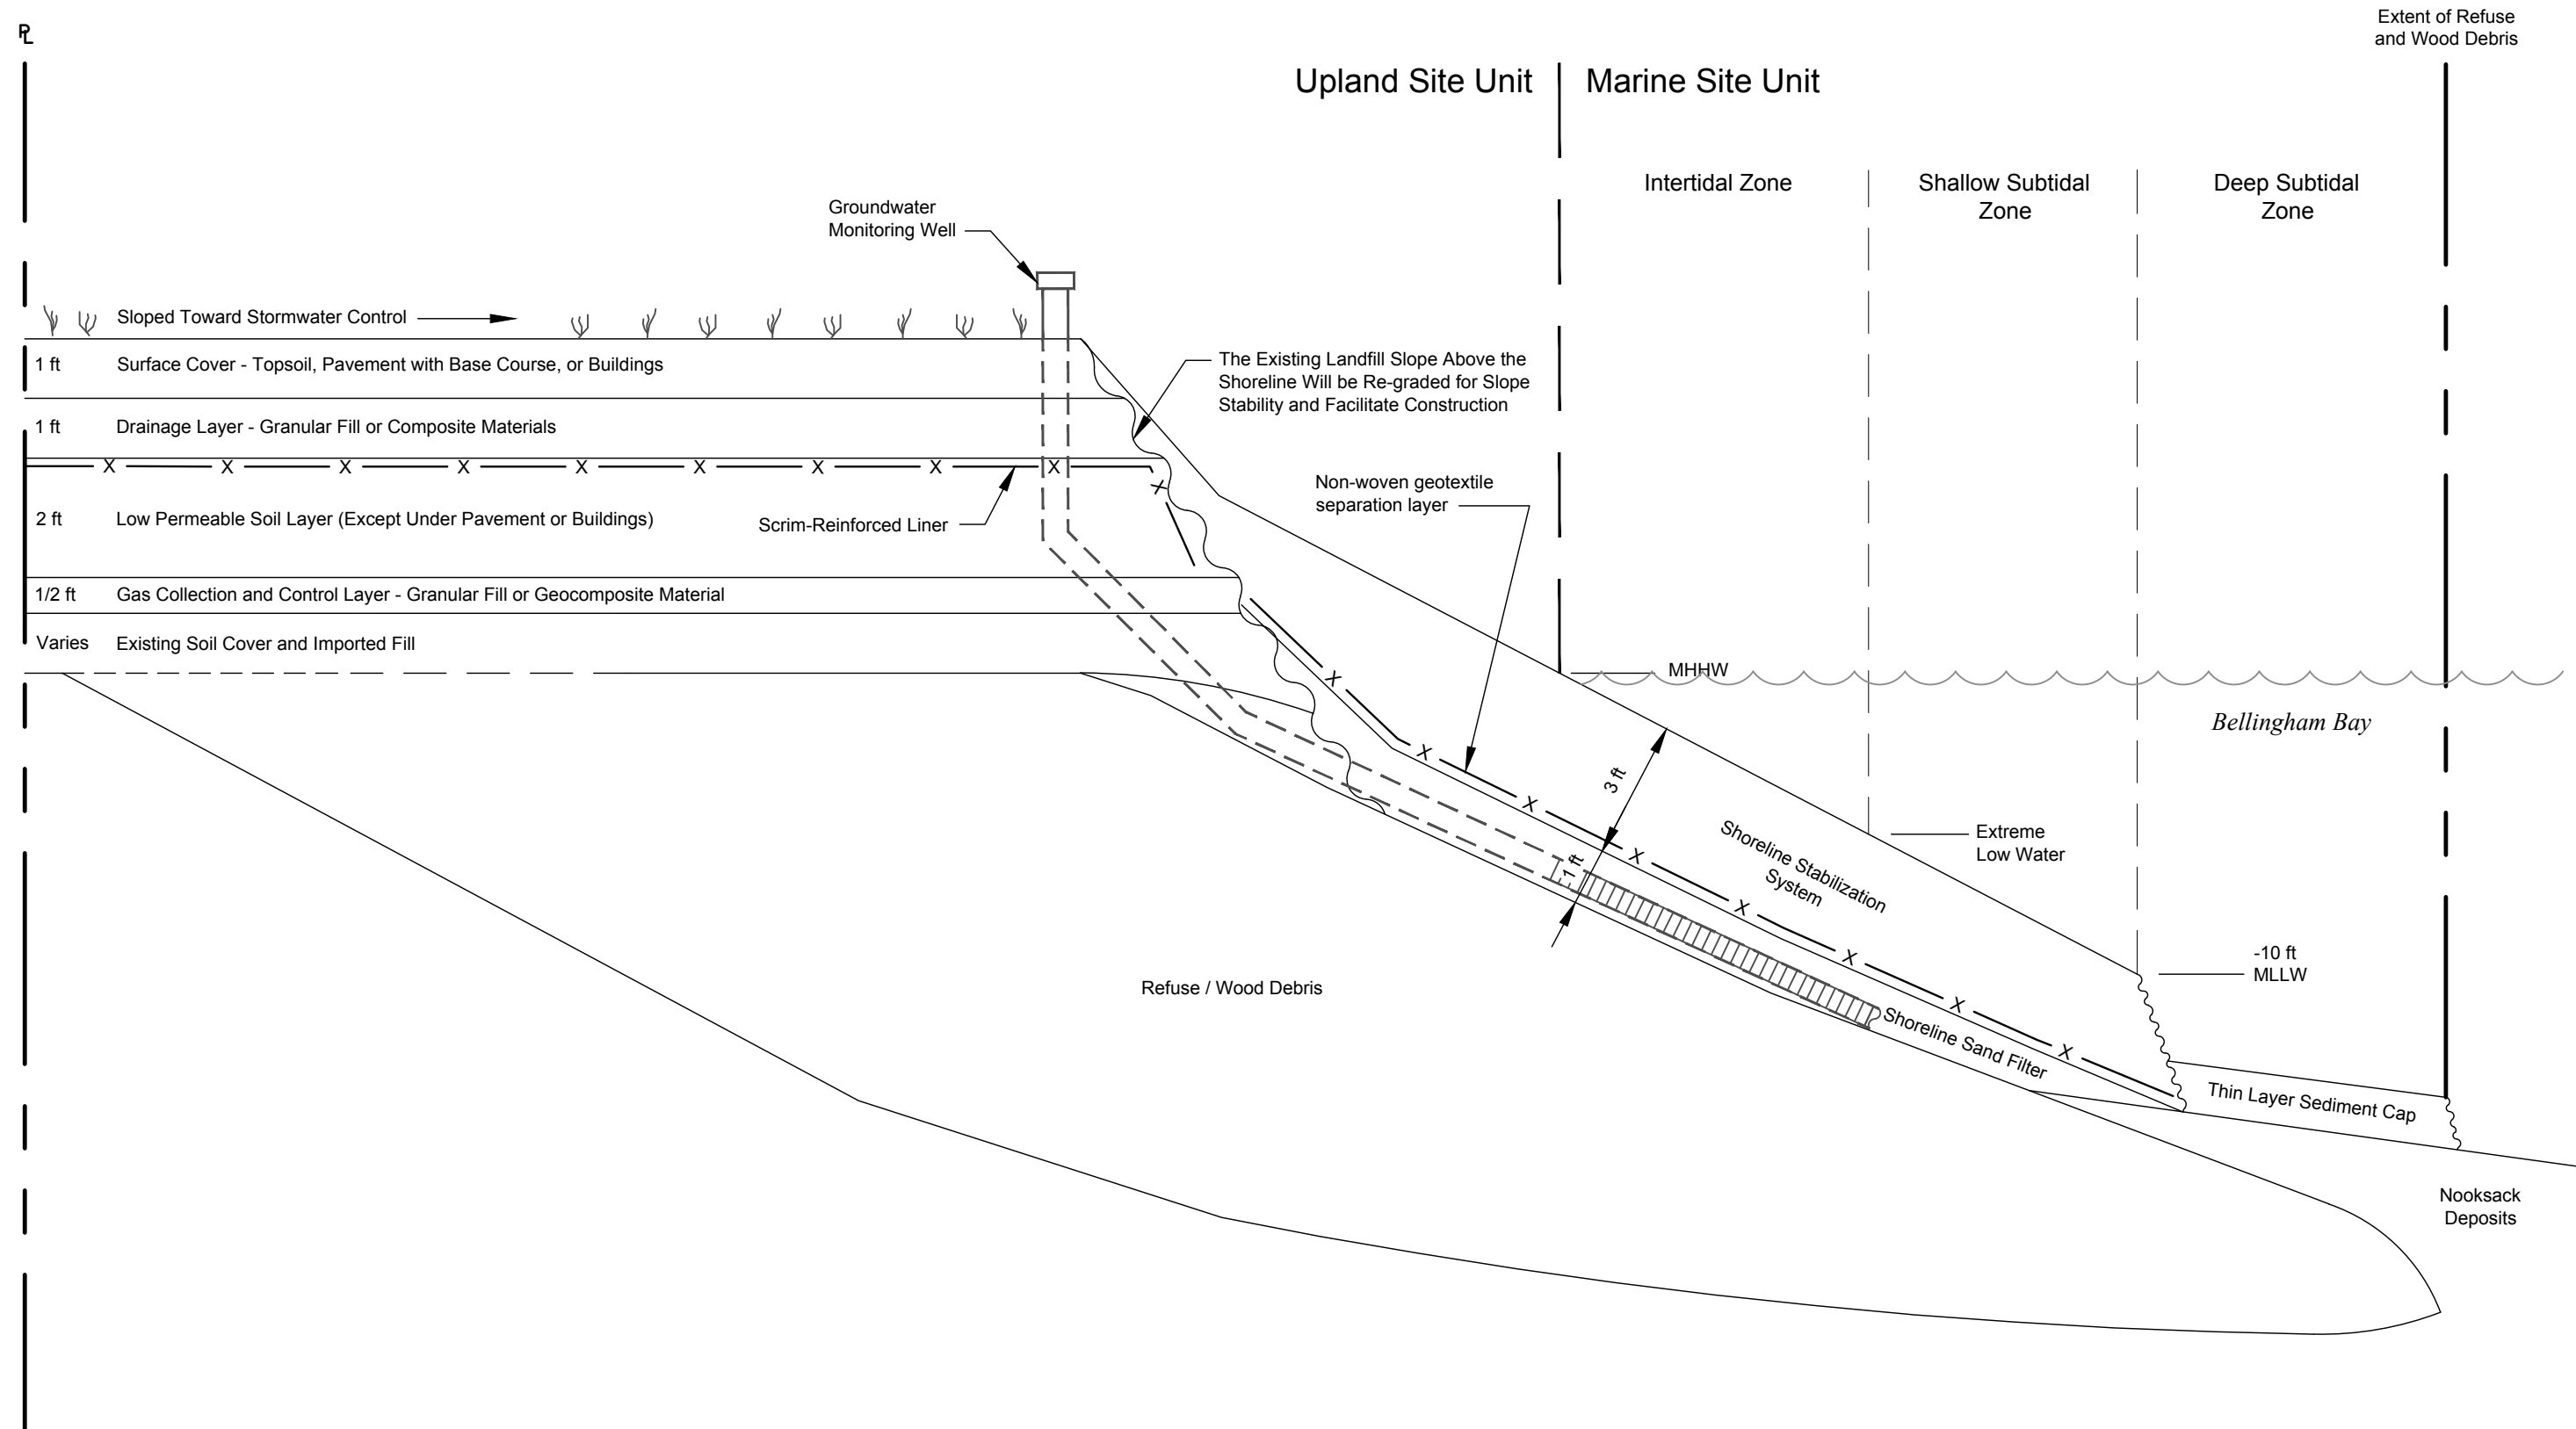 PL
Extent of Refuse
and Wood Debris
Upland Site Unit
Marine Site Unit
Intertidal Zone
Shallow Subtidal
Zone
Deep Subtidal
Zone
Groundwater
Monitoring Well
Sloped Toward Stormwater Control
1 ft Surface Cover - Topsoil, Pavement with Base Course, or Buildings
The Existing Landfill Slope Above the
Shoreline Will be Re-graded for Slope
Stability and Facilitate Construction
1 ft Drainage Layer - Granular Fill or Composite Materials
X X X X X X X X X X
Non-woven geotextile
separation layer
2 ft Low Permeable Soil Layer (Except Under Pavement or Buildings)
Scrim-Reinforced Liner
1/2 ft Gas Collection and Control Layer - Granular Fill or Geocomposite Material
Varies Existing Soil Cover and Imported Fill
MHHW
Bellingham Bay
X X X X X X X X
3 ft
1 ft
Shoreline Stabilization
System
Extreme
Low Water
-10 ft
MLLW
Refuse / Wood Debris
Shoreline Sand Filter
Thin Layer Sediment Cap
Nooksack
Deposits